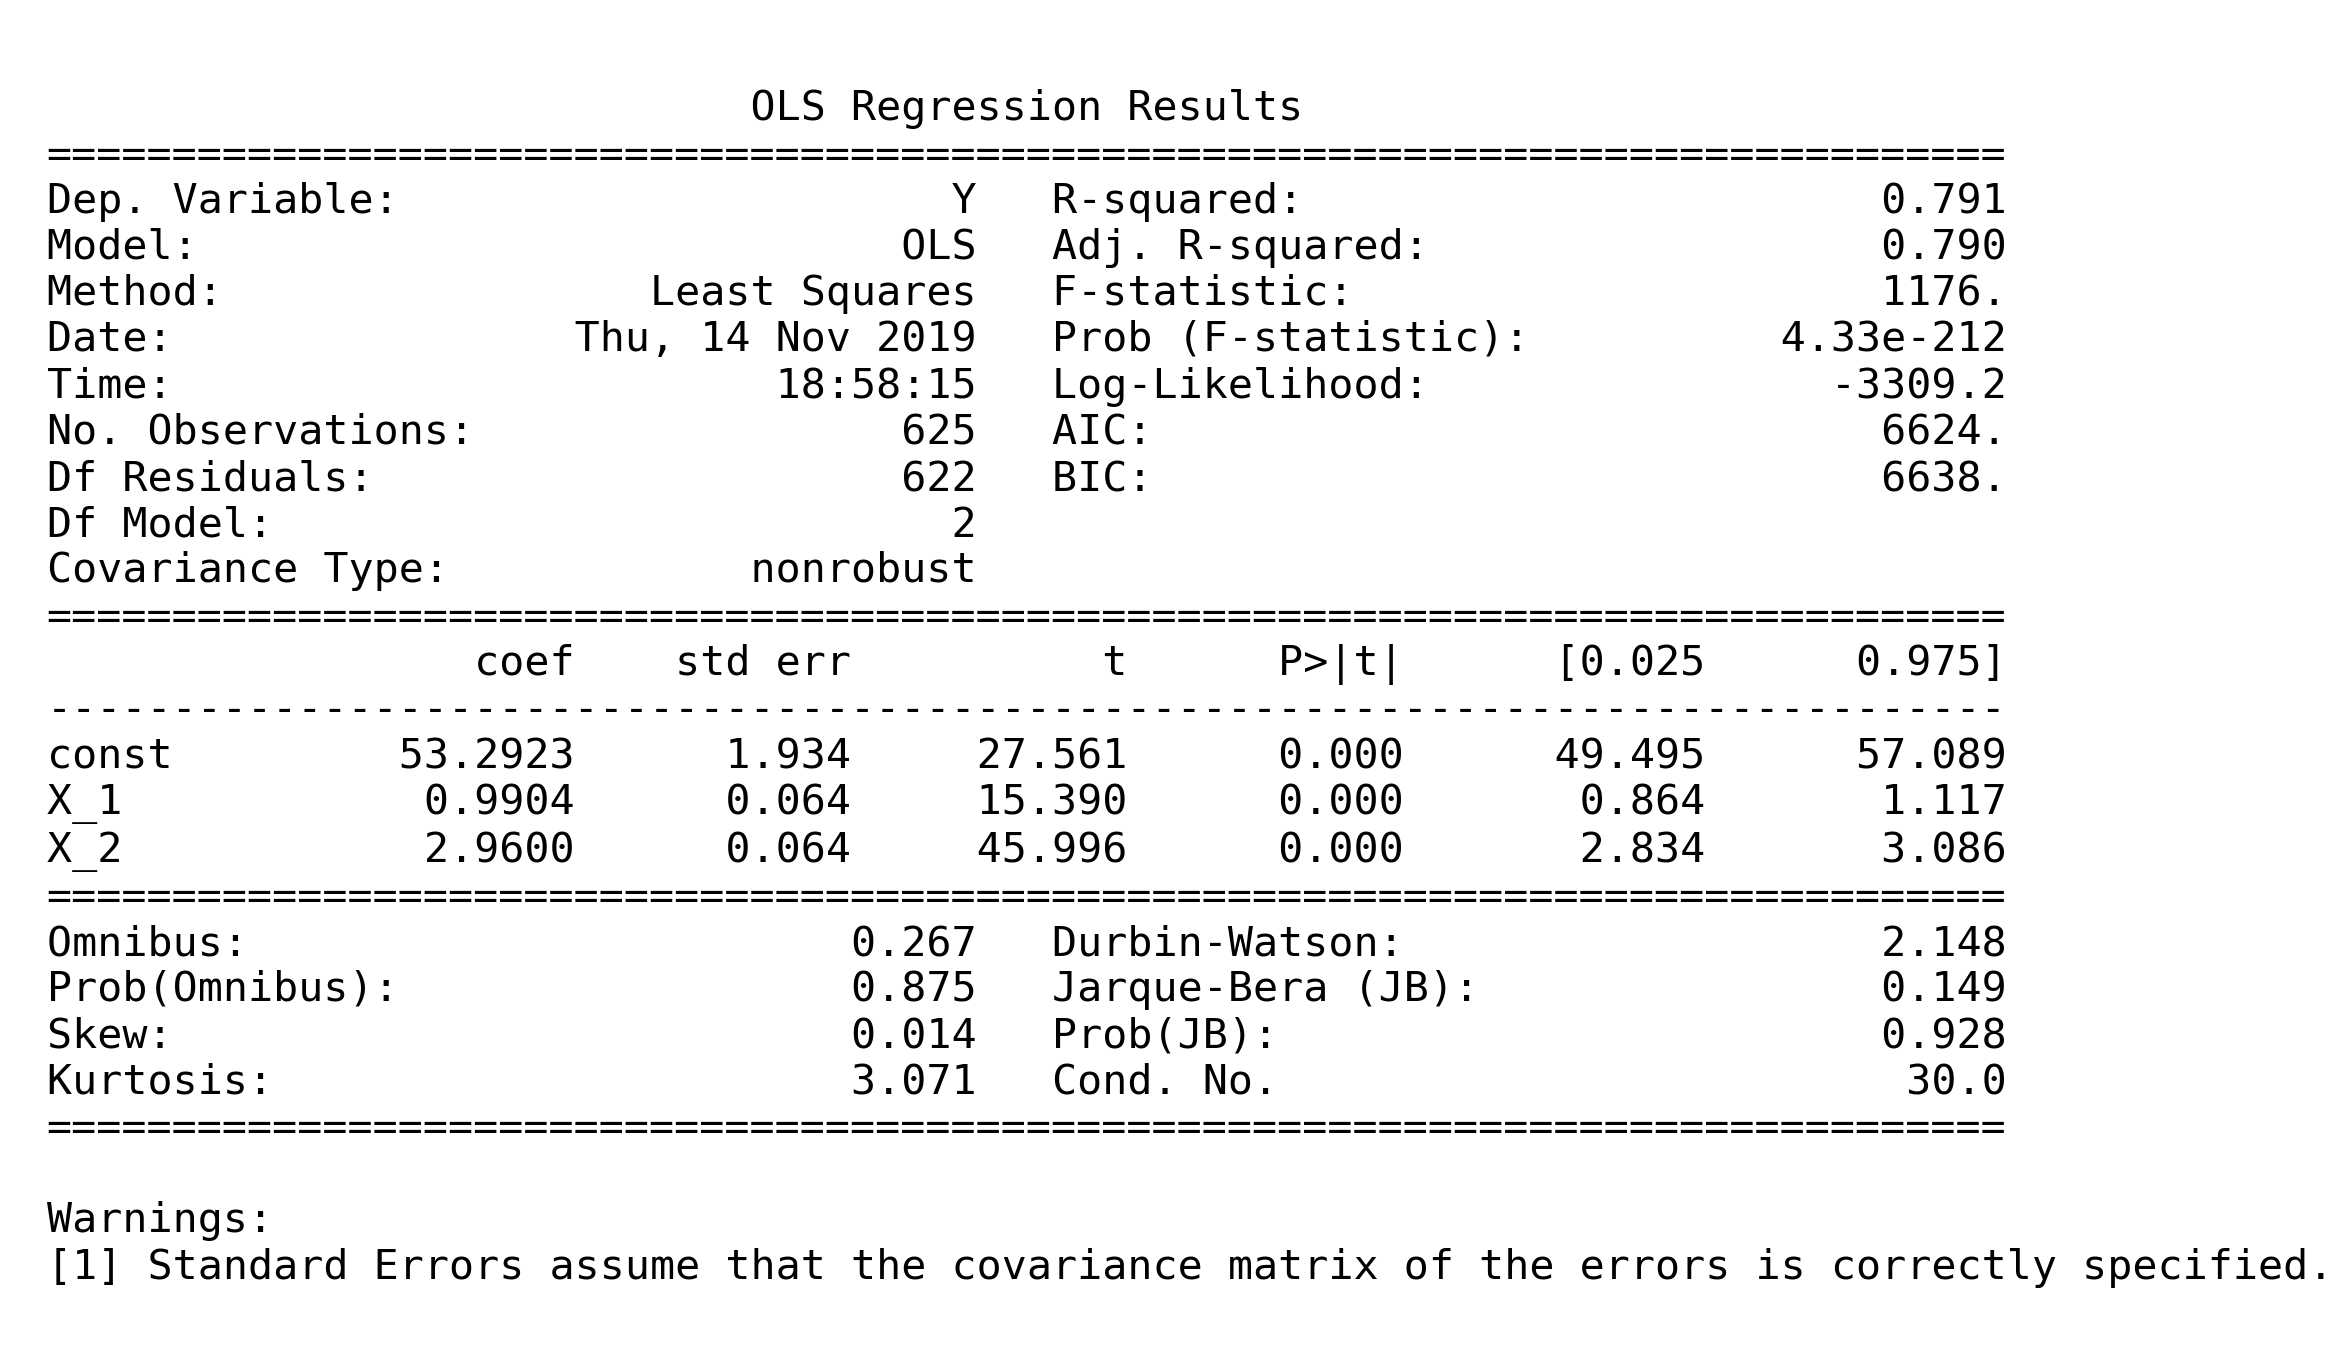 OLS Regression Results
==============================================================================
Dep. Variable:                      Y   R-squared:                       0.791
Model:                            OLS   Adj. R-squared:                  0.790
Method:                 Least Squares   F-statistic:                     1176.
Date:                Thu, 14 Nov 2019   Prob (F-statistic):          4.33e-212
Time:                        18:58:15   Log-Likelihood:                -3309.2
No. Observations:                 625   AIC:                             6624.
Df Residuals:                     622   BIC:                             6638.
Df Model:                           2
Covariance Type:            nonrobust
==============================================================================
                 coef    std err          t      P>|t|      [0.025      0.975]
------------------------------------------------------------------------------
const         53.2923      1.934     27.561      0.000      49.495      57.089
X_1            0.9904      0.064     15.390      0.000       0.864       1.117
X_2            2.9600      0.064     45.996      0.000       2.834       3.086
==============================================================================
Omnibus:                        0.267   Durbin-Watson:                   2.148
Prob(Omnibus):                  0.875   Jarque-Bera (JB):                0.149
Skew:                           0.014   Prob(JB):                        0.928
Kurtosis:                       3.071   Cond. No.                         30.0
==============================================================================
Warnings:
[1] Standard Errors assume that the covariance matrix of the errors is correctly specified.